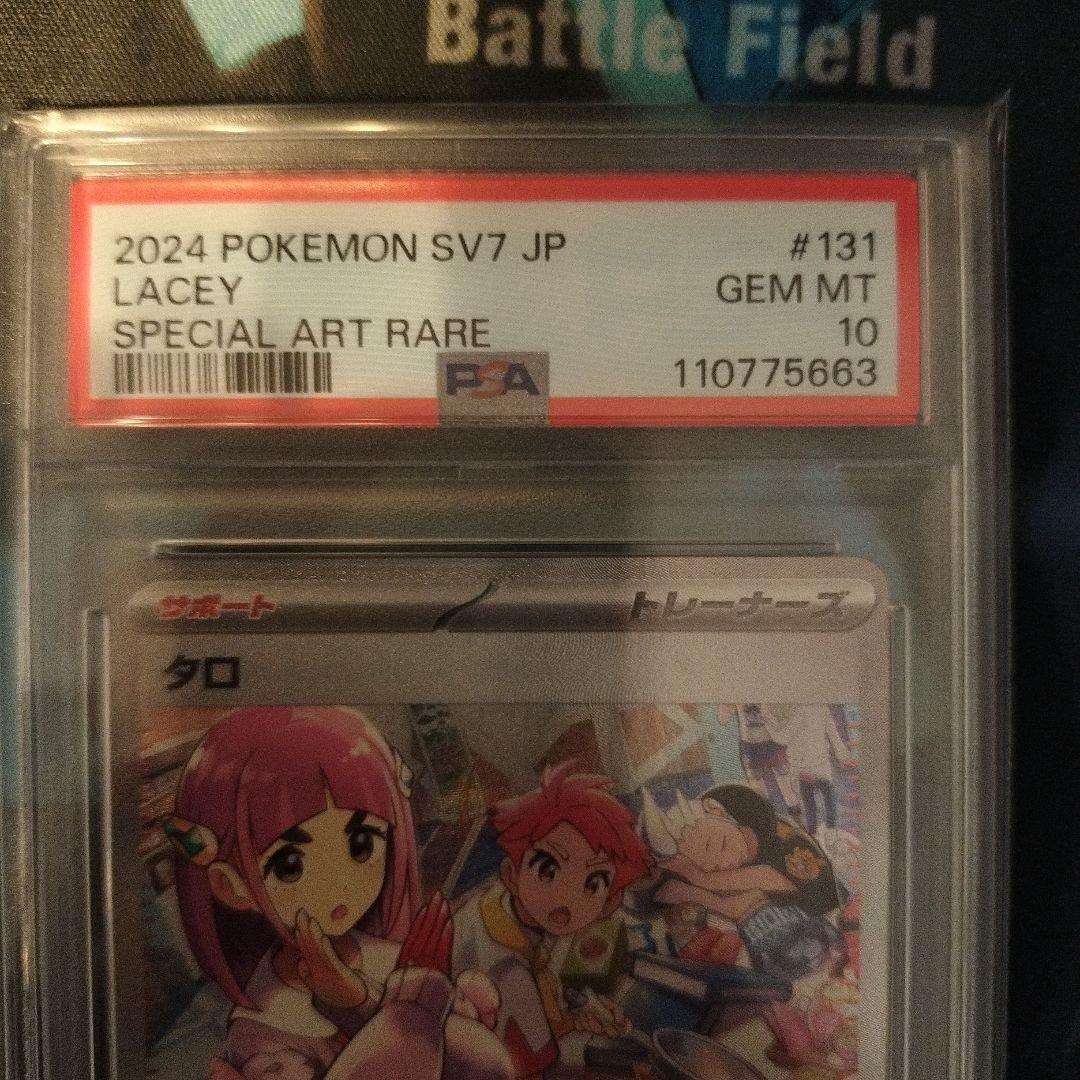 Battle Field
2024 POKEMON SV7 JP #131
LACEY GEM MT
SPECIAL ART RARE 10
PSA 110775663
サポート トレーナーズ
タロ